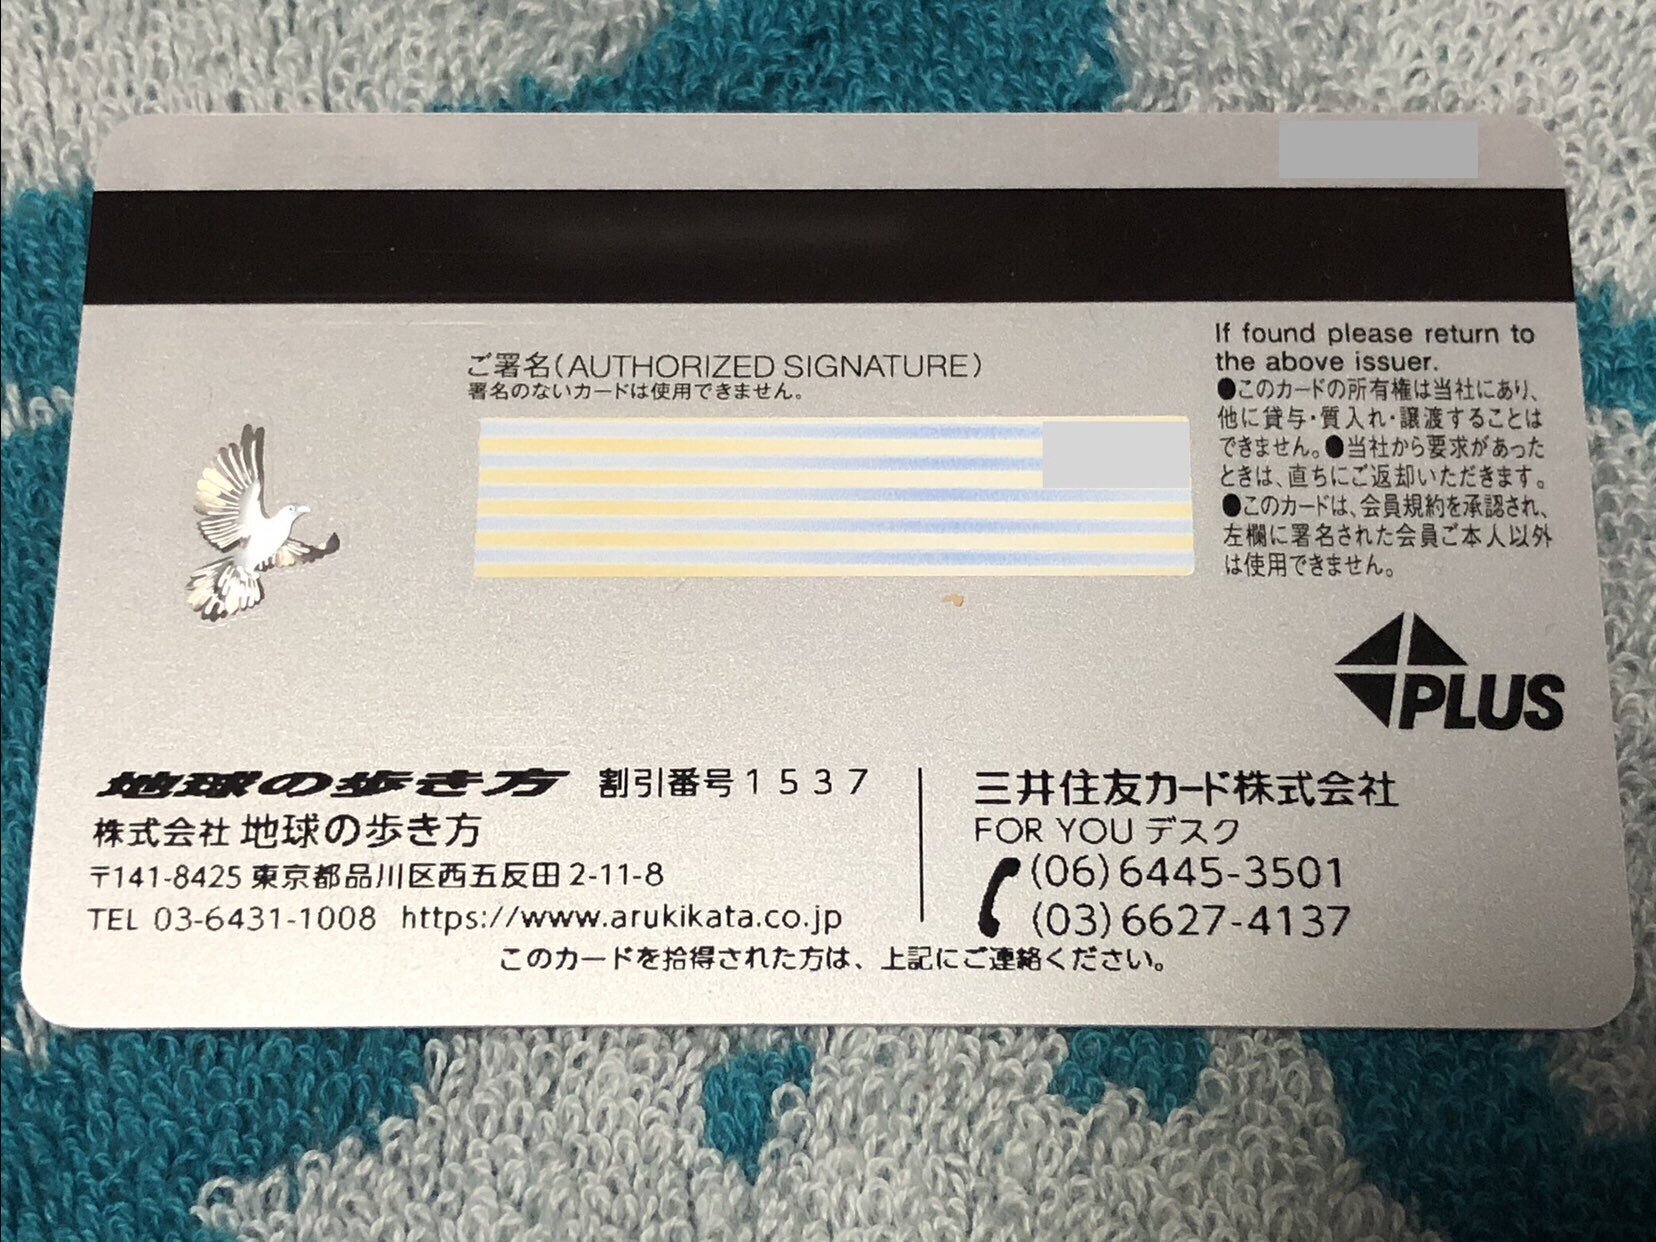 ご署名(AUTHORIZED SIGNATURE)
署名のないカードは使用できません。
If found please return to
the above issuer.
●このカードの所有権は当社にあり、
他に貸与・質入れ・譲渡することは
できません。●当社から要求があった
ときは、直ちにご返却いただきます。
●このカードは、会員規約を承認され、
左欄に署名された会員ご本人以外
は使用できません。
PLUS
地球の歩き方 割引番号1537
株式会社 地球の歩き方
〒141-8425 東京都品川区西五反田 2-11-8
TEL 03-6431-1008 https://www.arukikata.co.jp
三井住友カード株式会社
FOR YOU デスク
(06)6445-3501
(03)6627-4137
このカードを拾得された方は、上記にご連絡ください。